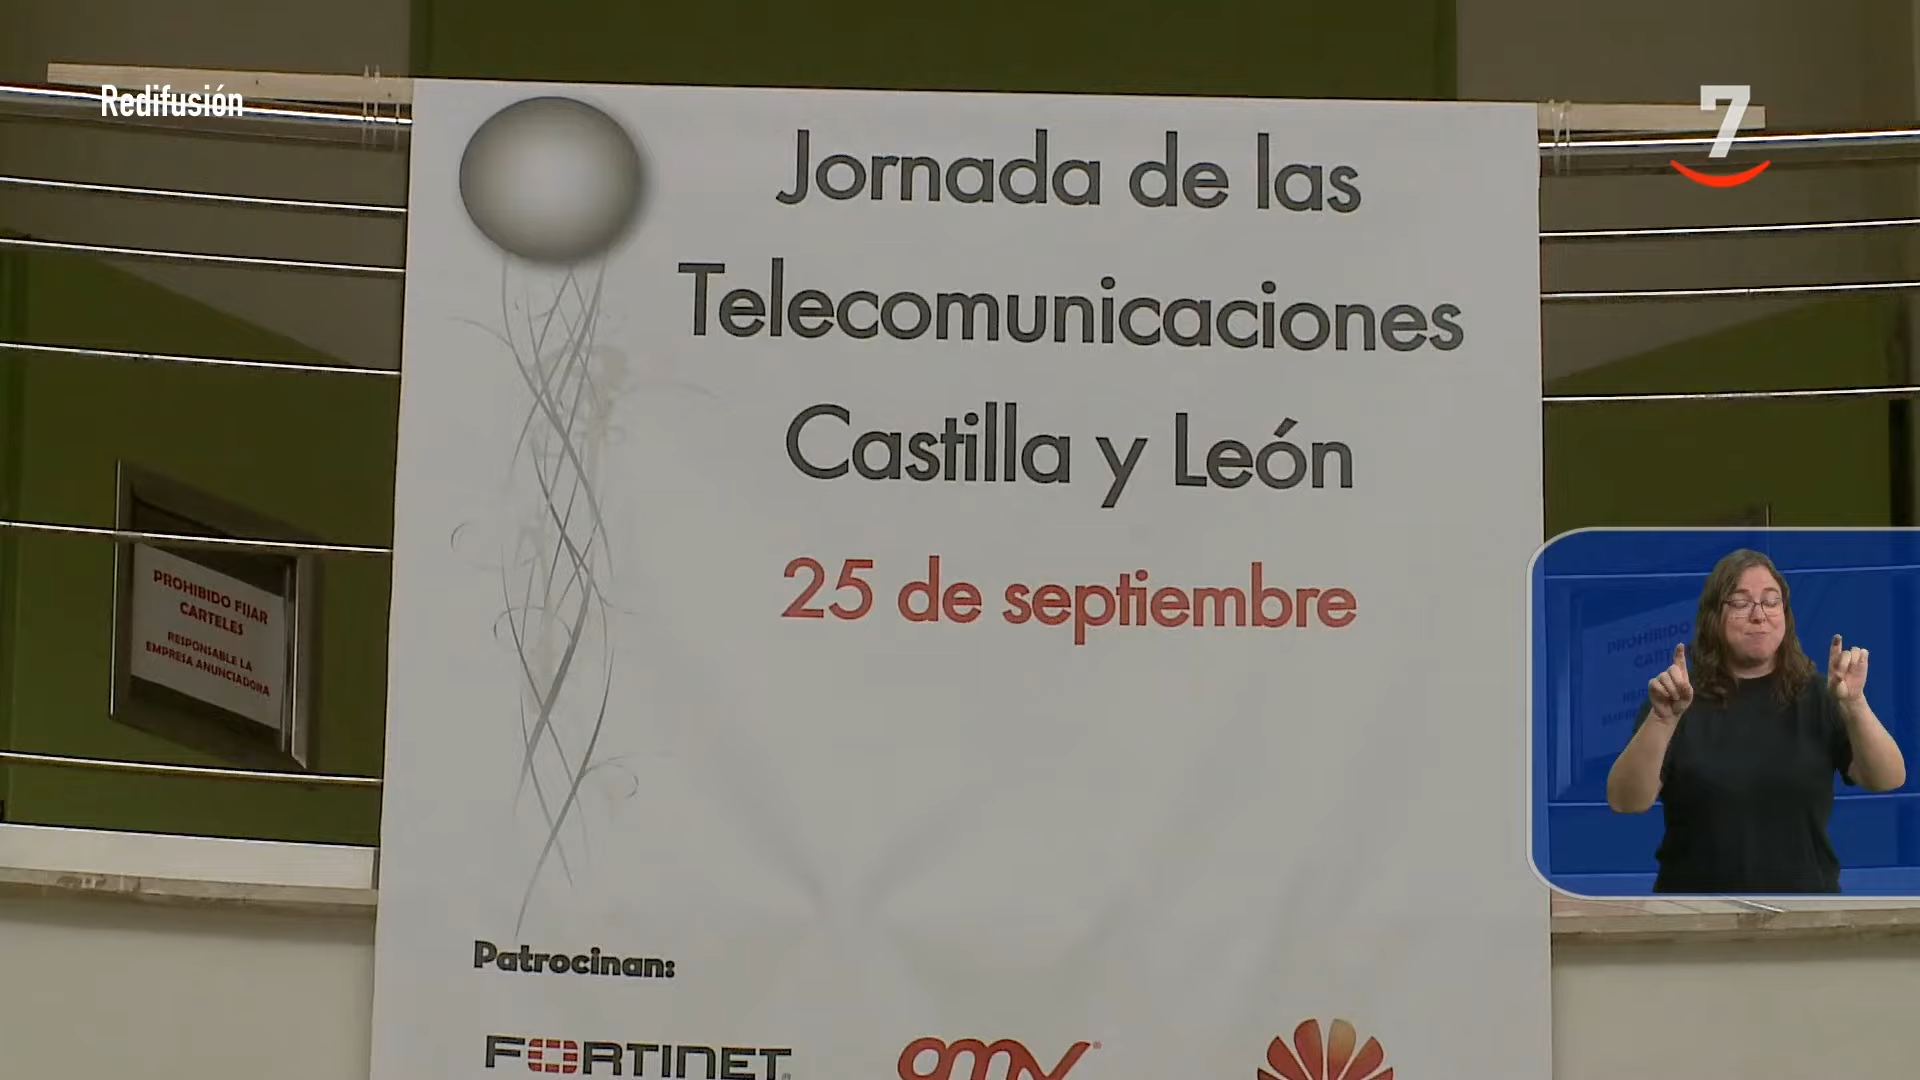 Redifusión
7
Jornada de las
Telecomunicaciones
Castilla y León
25 de septiembre
PROHIBIDO FIJAR
CARTELES
RESPONSABLE LA
EMPRESA ANUNCIADORA
PROHIBIDO
Patrocinan:
FORTINET